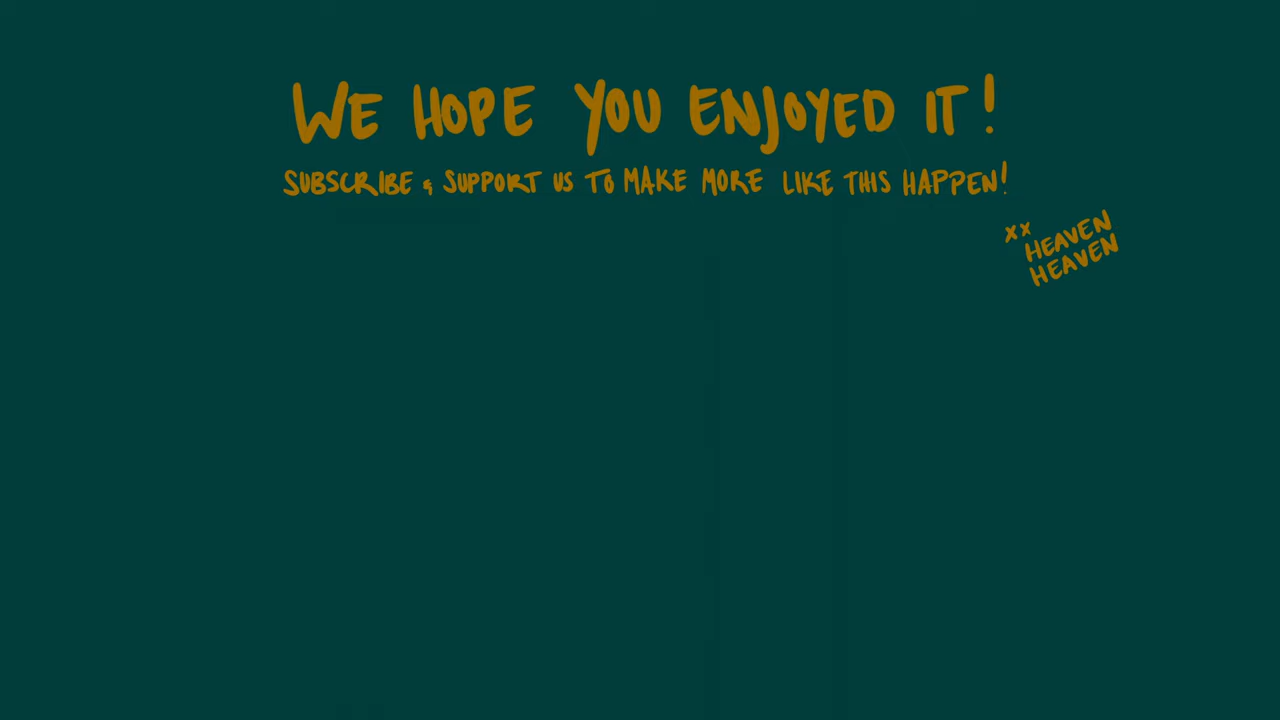 WE HOPE YOU ENJOYED IT!
SUBSCRIBE & SUPPORT US TO MAKE MORE LIKE THIS HAPPEN!
xx
HEAVEN
HEAVEN